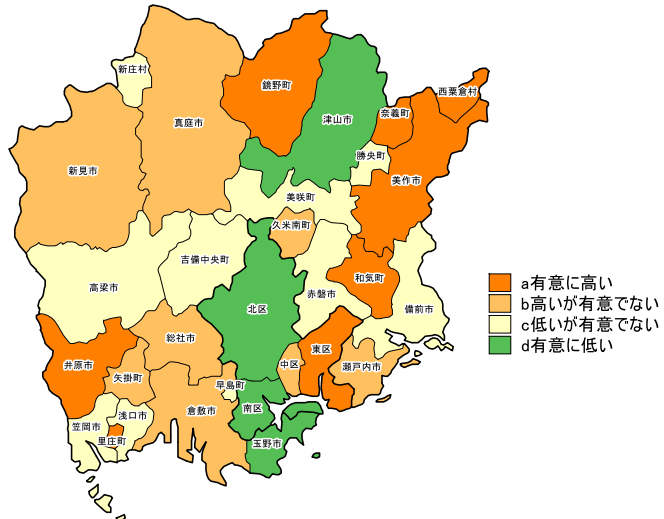 新庄村
鏡野町
西粟倉村
真庭市
津山市
奈義町
勝央町
新見市
美作市
美咲町
久米南町
吉備中央町
高梁市
和気町
赤磐市
北区
備前市
a有意に高い
b高いが有意でない
c低いが有意でない
d有意に低い
総社市
井原市
矢掛町
中区
東区
瀬戸内市
早島町
倉敷市
南区
浅口市
笠岡市
里庄町
玉野市